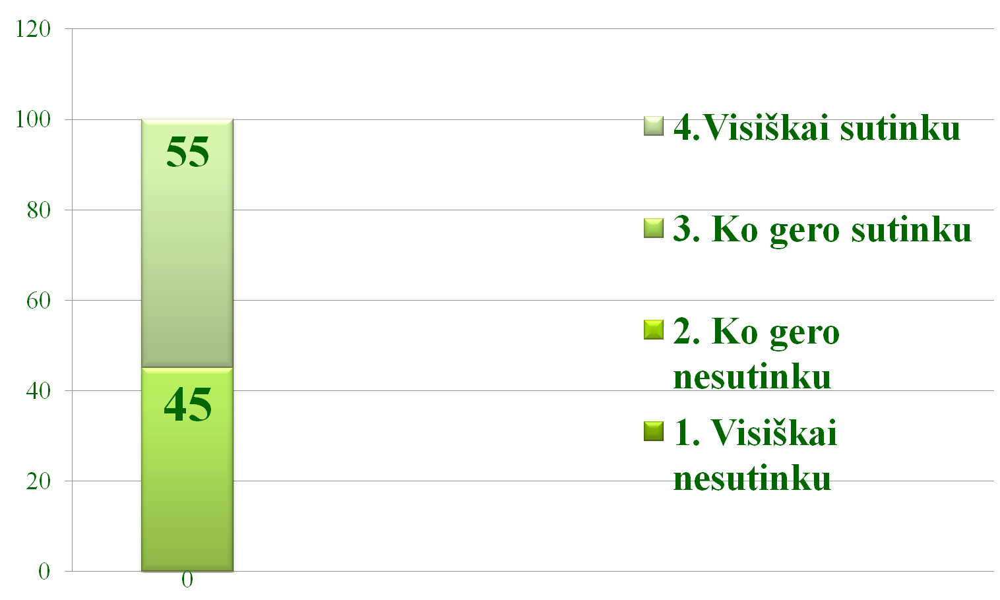 120
100
80
60
40
20
0
55
45
0
4.Visiškai sutinku
3. Ko gero sutinku
2. Ko gero
nesutinku
1. Visiškai
nesutinku